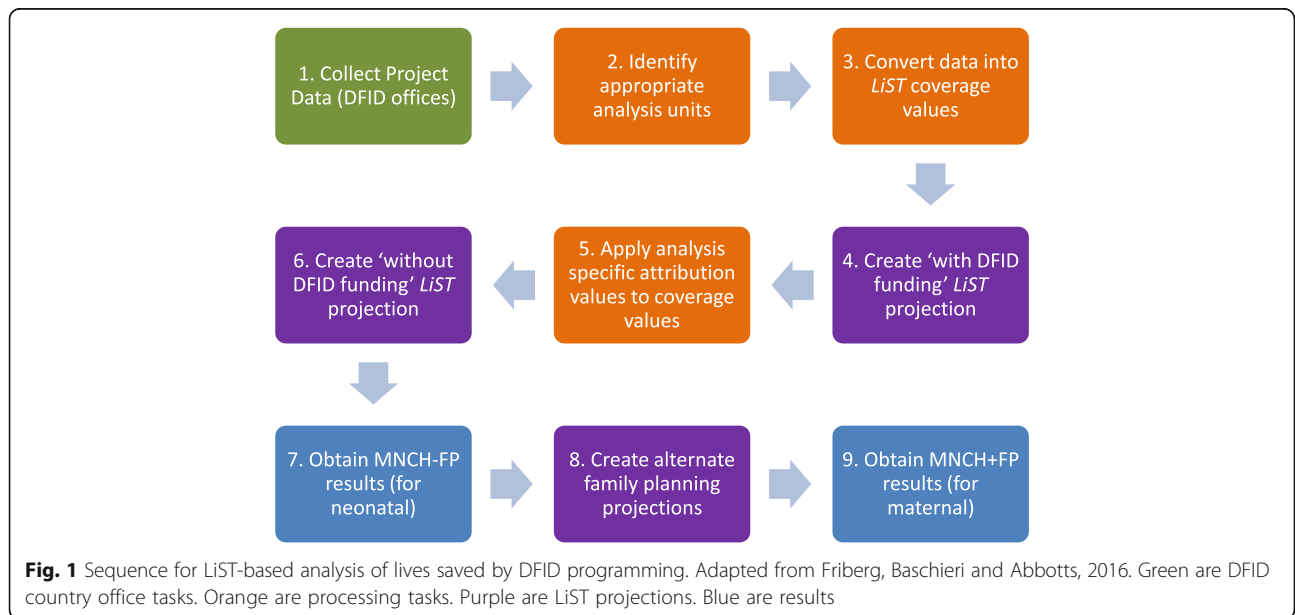 1. Collect Project
Data (DFID offices)
2. Identify
appropriate
analysis units
3. Convert data into
LiST coverage
values
4. Create ‘with DFID
funding’ LiST
projection
5. Apply analysis
specific attribution
values to coverage
values
6. Create ‘without
DFID funding’ LiST
projection
7. Obtain MNCH-FP
results (for
neonatal)
8. Create alternate
family planning
projections
9. Obtain MNCH+FP
results (for
maternal)
Fig. 1 Sequence for LiST-based analysis of lives saved by DFID programming. Adapted from Friberg, Baschieri and Abbotts, 2016. Green are DFID
country office tasks. Orange are processing tasks. Purple are LiST projections. Blue are results